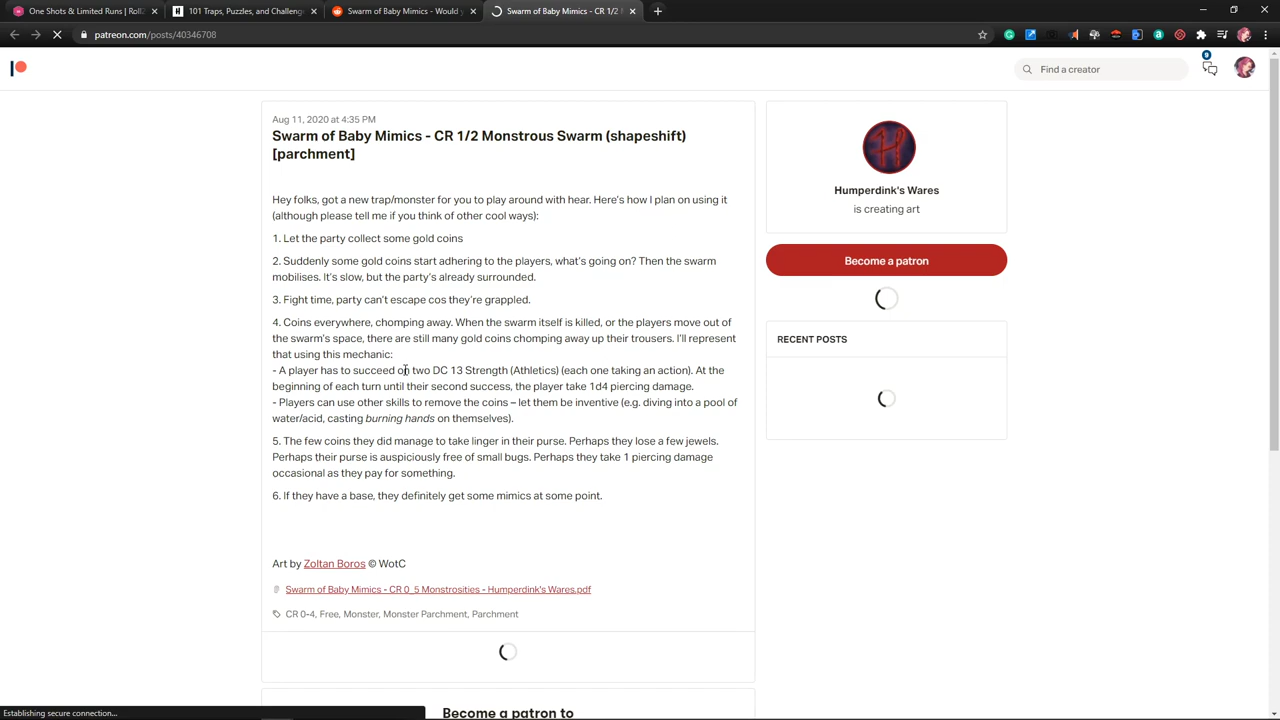 One Shots & Limited Runs | Roll2
101 Traps, Puzzles, and Challeng
Swarm of Baby Mimics - Would y
Swarm of Baby Mimics - CR 1/2 M
patreon.com/posts/40346708
Find a creator
9
Aug 11, 2020 at 4:35 PM
Swarm of Baby Mimics - CR 1/2 Monstrous Swarm (shapeshift)
[parchment]
Hey folks, got a new trap/monster for you to play around with hear. Here's how I plan on using it
(although please tell me if you think of other cool ways):
1. Let the party collect some gold coins
2. Suddenly some gold coins start adhering to the players, what's going on? Then the swarm
mobilises. It's slow, but the party's already surrounded.
3. Fight time, party can't escape cos they're grappled.
4. Coins everywhere, chomping away. When the swarm itself is killed, or the players move out of
the swarm's space, there are still many gold coins chomping away up their trousers. I'll represent
that using this mechanic:
- A player has to succeed on two DC 13 Strength (Athletics) (each one taking an action). At the
beginning of each turn until their second success, the player take 1d4 piercing damage.
- Players can use other skills to remove the coins – let them be inventive (e.g. diving into a pool of
water/acid, casting burning hands on themselves).
5. The few coins they did manage to take linger in their purse. Perhaps they lose a few jewels.
Perhaps their purse is auspiciously free of small bugs. Perhaps they take 1 piercing damage
occasional as they pay for something.
6. If they have a base, they definitely get some mimics at some point.
Art by Zoltan Boros © WotC
Swarm of Baby Mimics - CR 0_5 Monstrosities - Humperdink's Wares.pdf
CR 0-4, Free, Monster, Monster Parchment, Parchment
Become a patron to
Humperdink's Wares
is creating art
Become a patron
RECENT POSTS
Establishing secure connection...